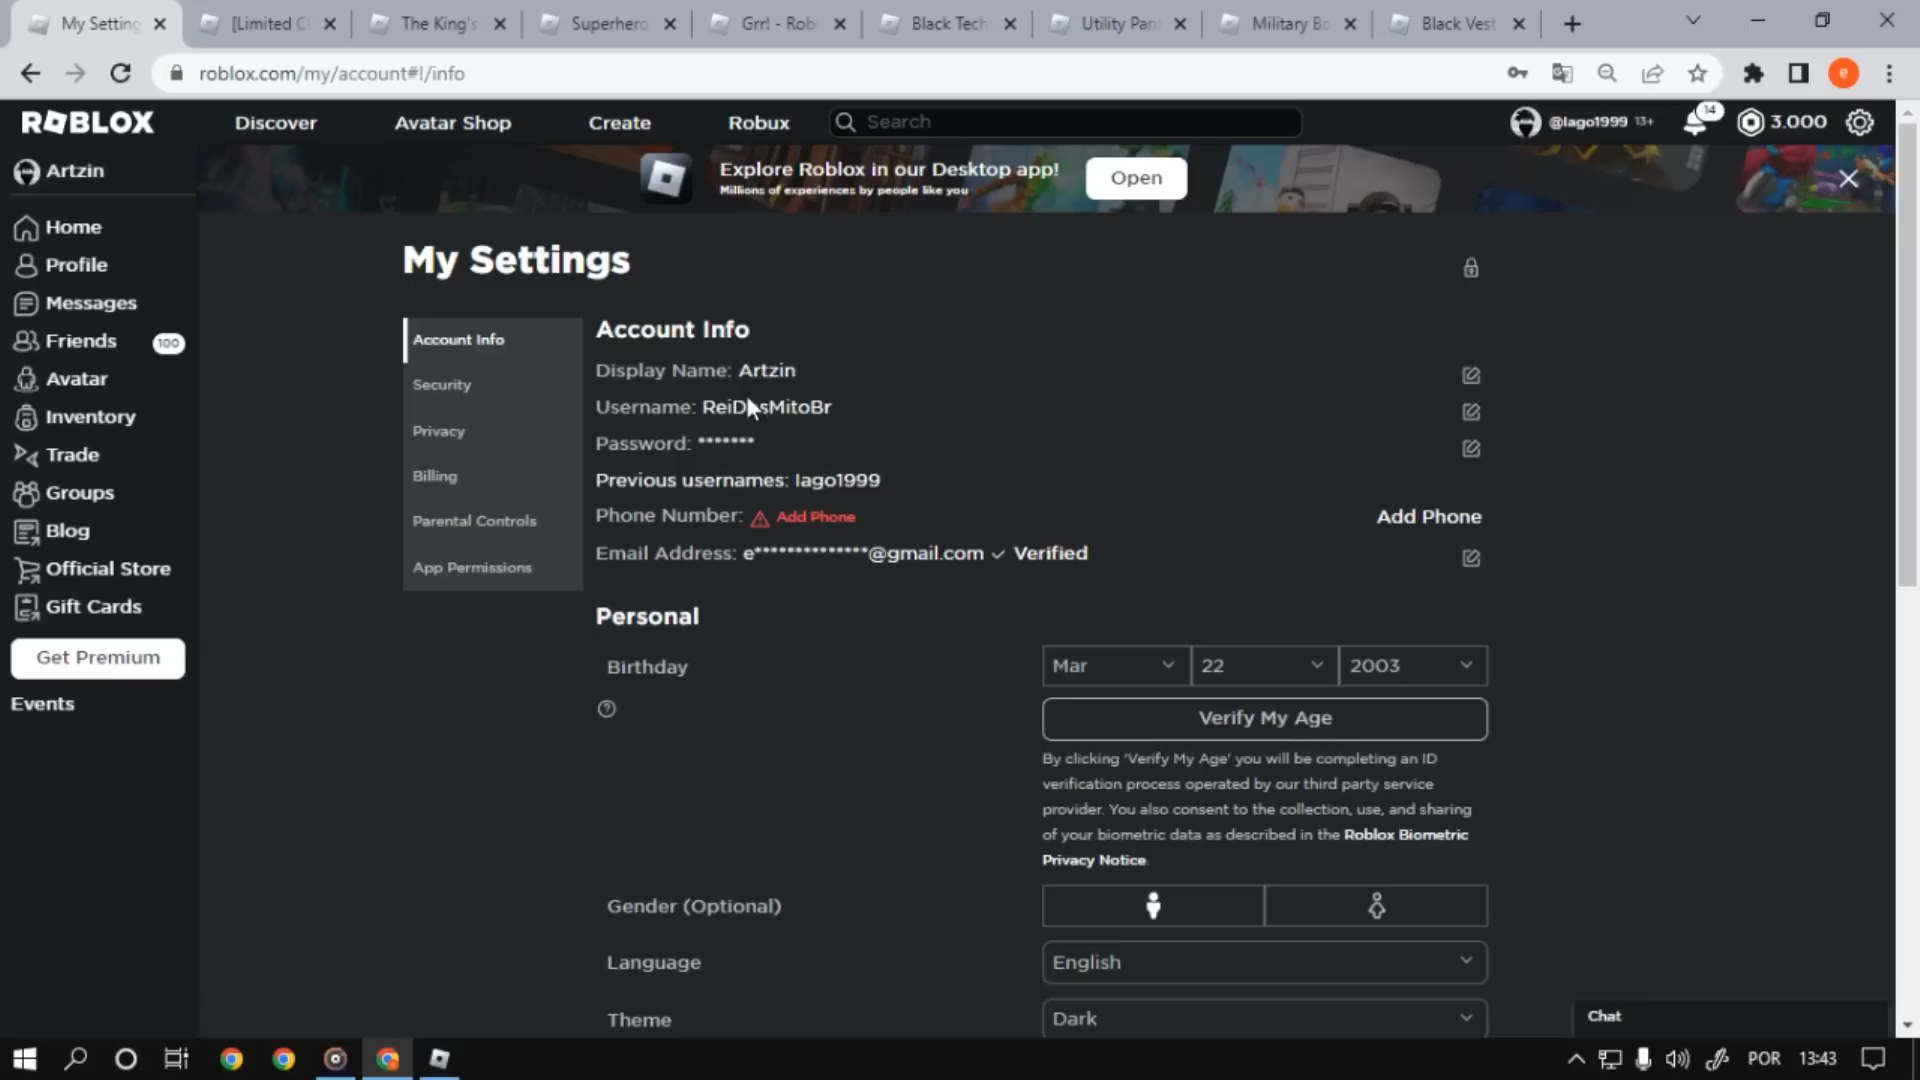 My Setting
[Limited C
The King's
Superhero
Grr! - Rob
Black Tech
Utility Pan
Military Bo
Black Vest
roblox.com/my/account#!/info
e
ROBLOX
Discover
Avatar Shop
Create
Robux
Search
@Iago1999 13+
14
3.000
Artzin
Explore Roblox in our Desktop app!
Millions of experiences by people like you
Open
Home
Profile
Messages
Friends
100
Avatar
Inventory
Trade
Groups
Blog
Official Store
Gift Cards
Get Premium
Events
My Settings
Account Info
Security
Privacy
Billing
Parental Controls
App Permissions
Account Info
Display Name: Artzin
Username: ReiD sMitoBr
Password: *******
Previous usernames: Iago1999
Phone Number: Add Phone
Add Phone
Email Address: e**************@gmail.com ✓ Verified
Personal
Birthday
Mar
22
2003
Verify My Age
By clicking 'Verify My Age' you will be completing an ID
verification process operated by our third party service
provider. You also consent to the collection, use, and sharing
of your biometric data as described in the Roblox Biometric
Privacy Notice.
Gender (Optional)
Language
English
Theme
Dark
Chat
POR
13:43